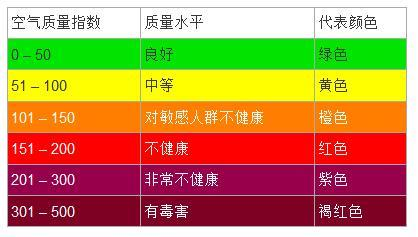 空气质量指数 质量水平 代表颜色
0 – 50 良好 绿色
51 – 100 中等 黄色
101 – 150 对敏感人群不健康 橙色
151 – 200 不健康 红色
201 – 300 非常不健康 紫色
301 – 500 有毒害 褐红色